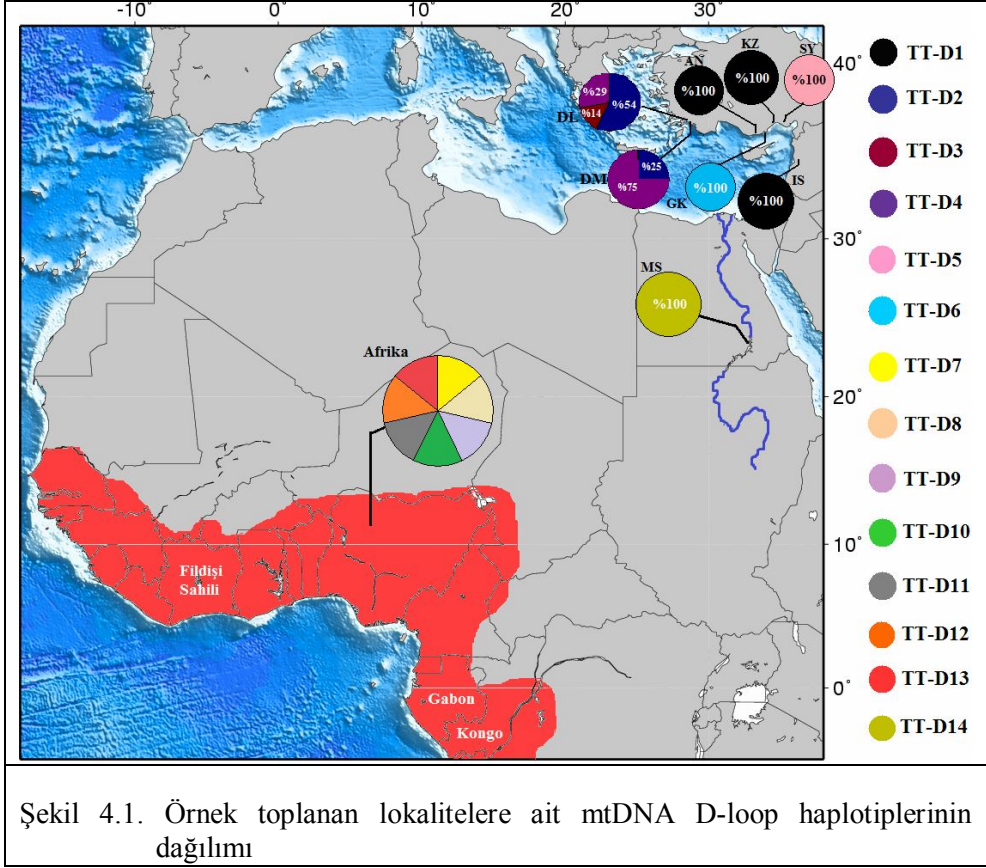 -10° 0° 10° 20° 30°
KZ SY
AN
%100 %100 %100
40°
%29 %54
%14
DL
DM %25
%75
GK
%100
IS
%100
30°
MS
%100
Afrika
20°
10°
Fildişi
Sahili
Gabon
Kongo
0°
TT-D1
TT-D2
TT-D3
TT-D4
TT-D5
TT-D6
TT-D7
TT-D8
TT-D9
TT-D10
TT-D11
TT-D12
TT-D13
TT-D14
Şekil 4.1. Örnek toplanan lokalitelere ait mtDNA D-loop haplotiplerinin
dağılımı